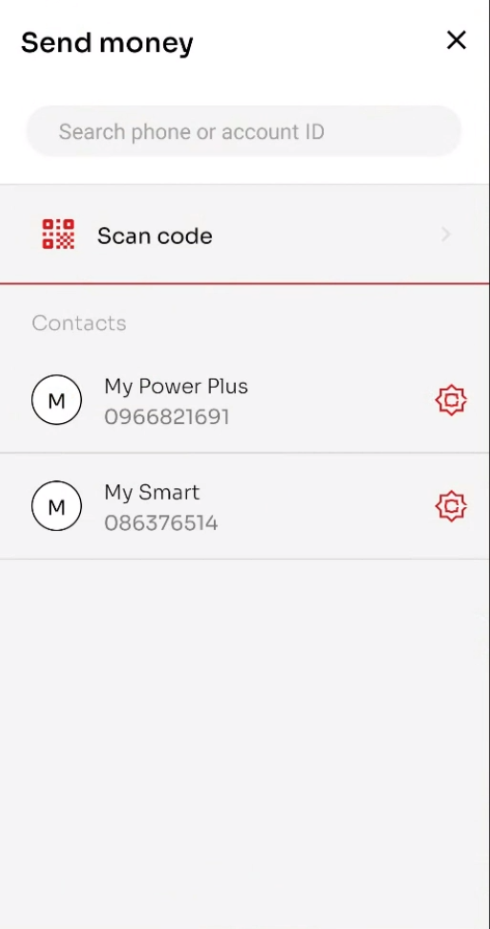 Send money
Search phone or account ID
Scan code
Contacts
M
My Power Plus
0966821691
M
My Smart
086376514